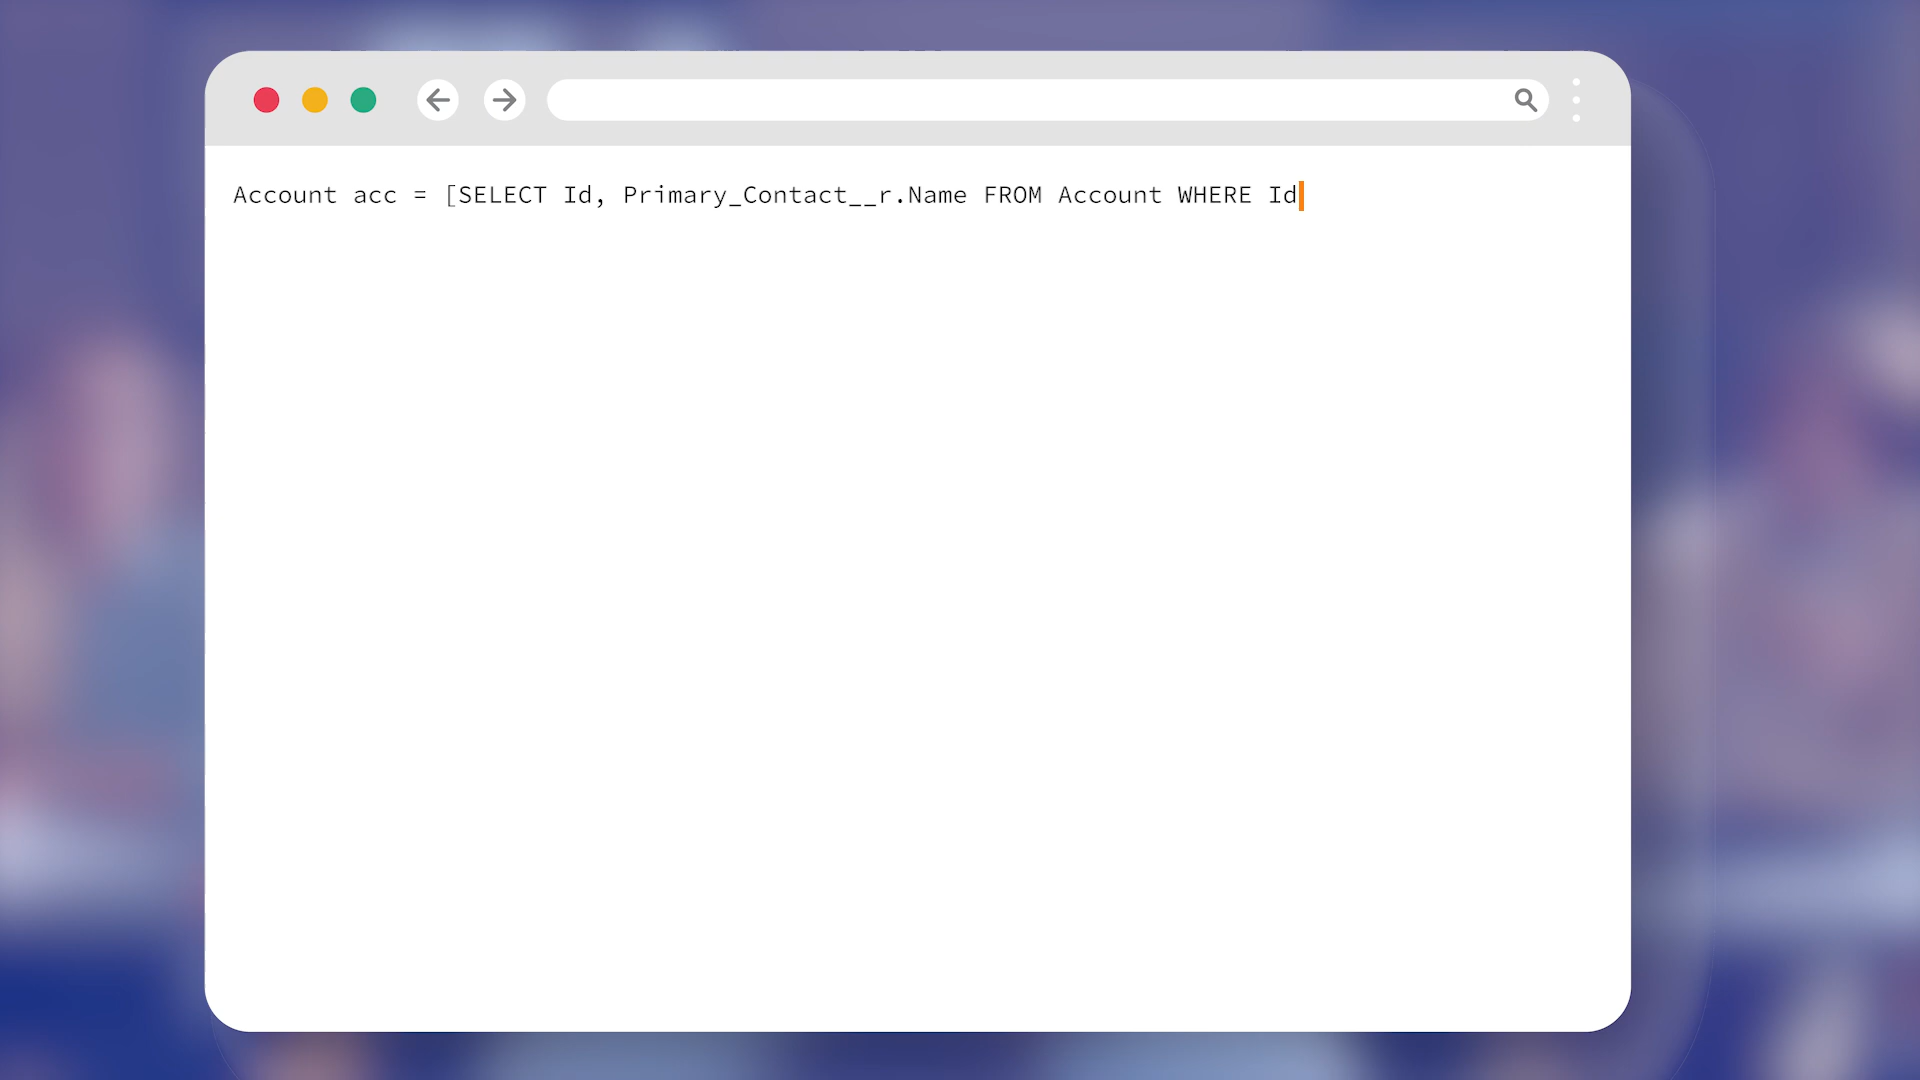 Account acc = [SELECT Id, Primary_Contact__r.Name FROM Account WHERE Id